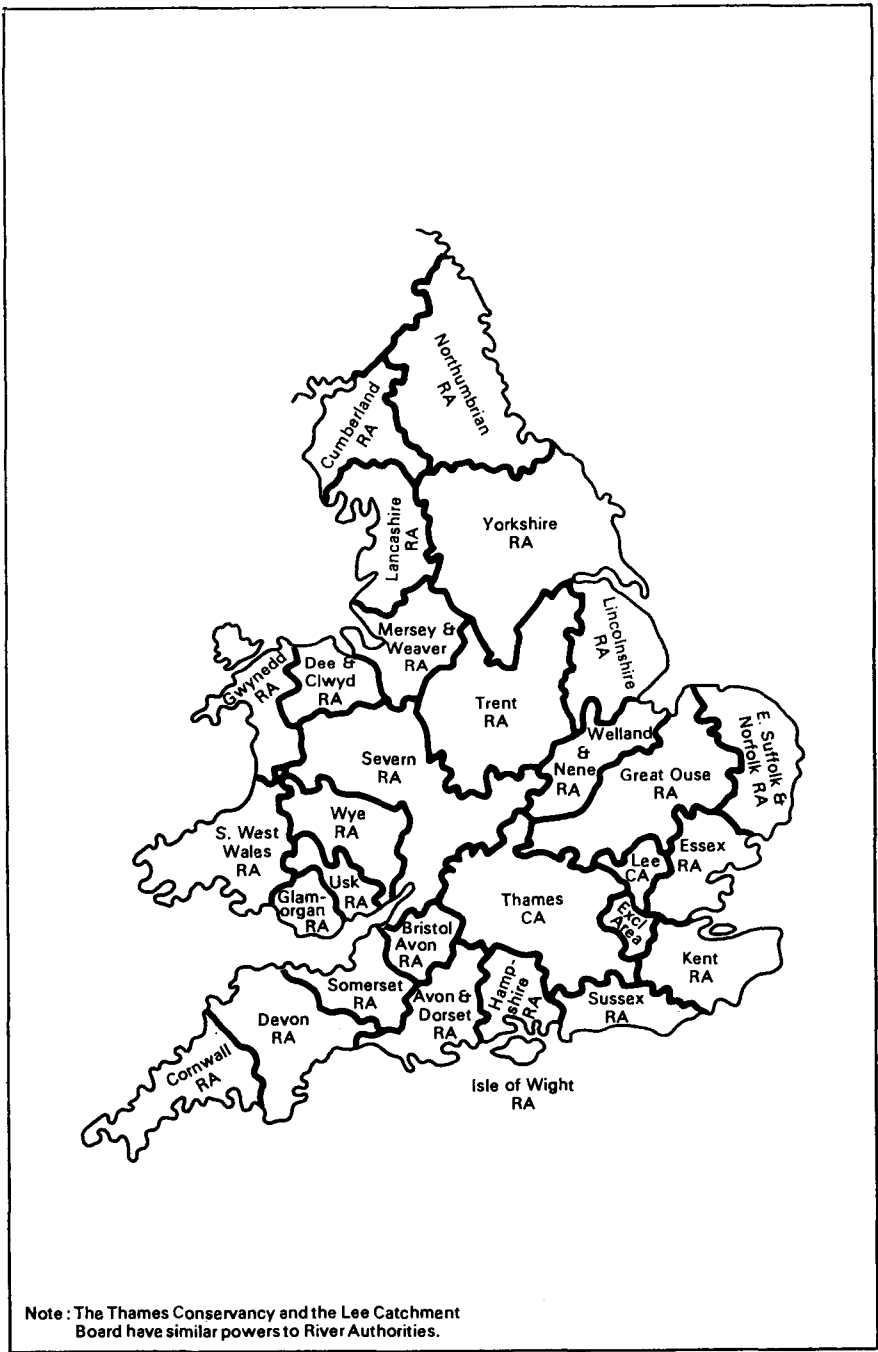 Northumbrian
RA
Cumberland
RA
Lancashire
RA
Yorkshire
RA
Lincolnshire
RA
Mersey &
Weaver
RA
Gwynedd
RA
Dee &
Clwyd
RA
Trent
RA
Welland
&
Nene
RA
E. Suffolk &
Norfolk RA
Severn
RA
Great Ouse
RA
Wye
RA
S. West
Wales
RA
Usk
RA
Glam-
organ
RA
Lee
CA
Essex
RA
Thames
CA
Excl
Area
Bristol
Avon
RA
Kent
RA
Somerset
RA
Avon &
Dorset
RA
Hamp-
shire
RA
Sussex
RA
Devon
RA
Cornwall
RA
Isle of Wight
RA
Note : The Thames Conservancy and the Lee Catchment
Board have similar powers to River Authorities.